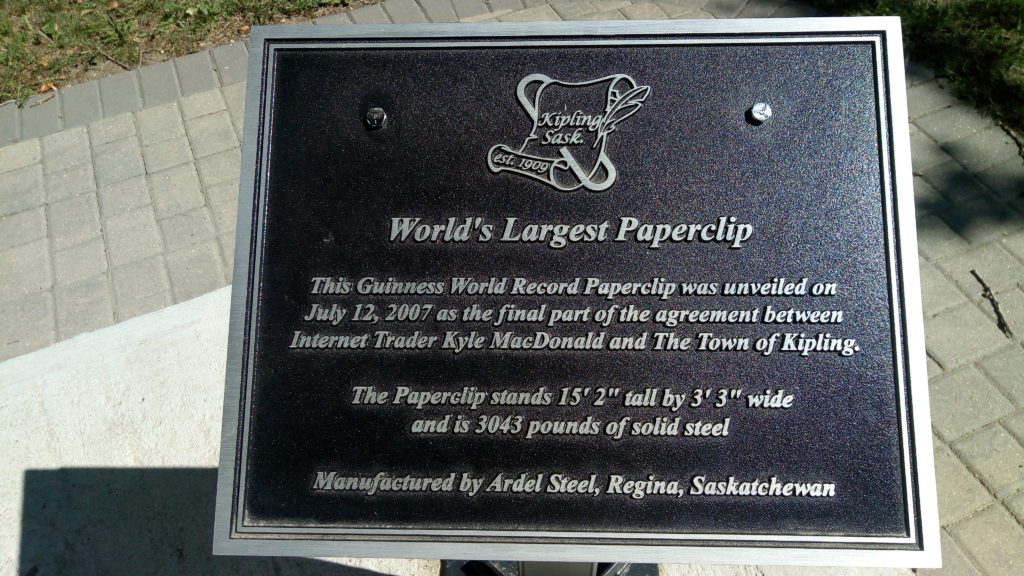 Kipling
Sask.
est. 1909
World's Largest Paperclip
This Guinness World Record Paperclip was unveiled on
July 12, 2007 as the final part of the agreement between
Internet Trader Kyle MacDonald and The Town of Kipling.
The Paperclip stands 15' 2" tall by 3' 3" wide
and is 3043 pounds of solid steel
Manufactured by Ardel Steel, Regina, Saskatchewan